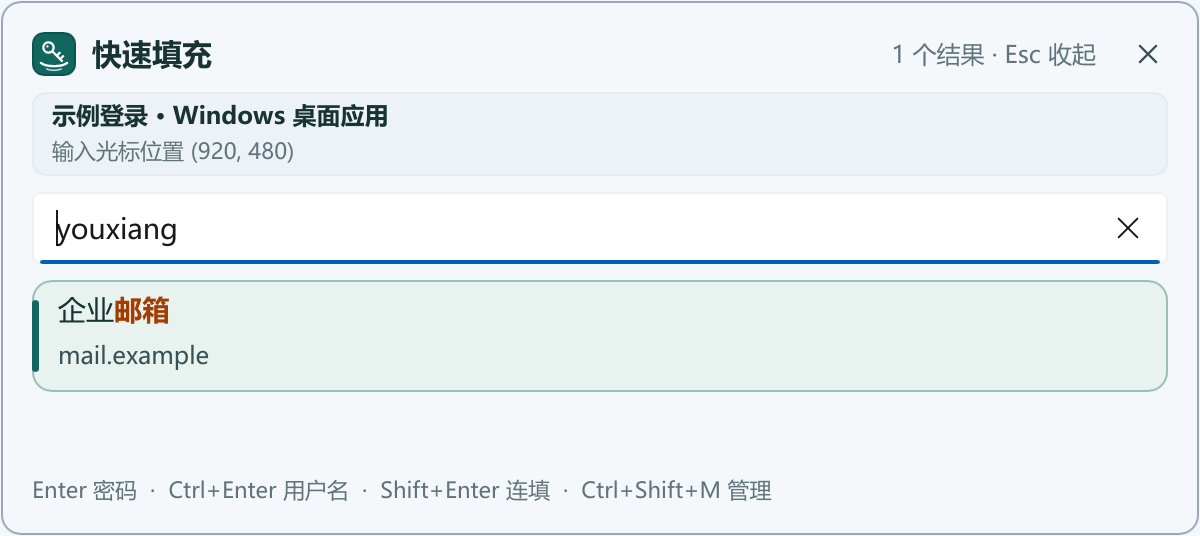 快速填充
1 个结果 · Esc 收起
示例登录 • Windows 桌面应用
输入光标位置 (920, 480)
youxiang
企业邮箱
mail.example
Enter 密码 · Ctrl+Enter 用户名 · Shift+Enter 连填 · Ctrl+Shift+M 管理